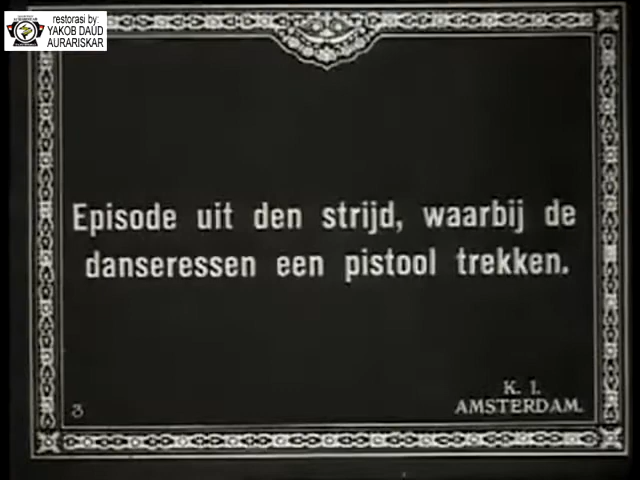 restorasi by:
YAKOB DAUD
AURARISKAR
Episode uit den strijd, waarbij de
danseressen een pistool trekken.
3
K. I.
AMSTERDAM.